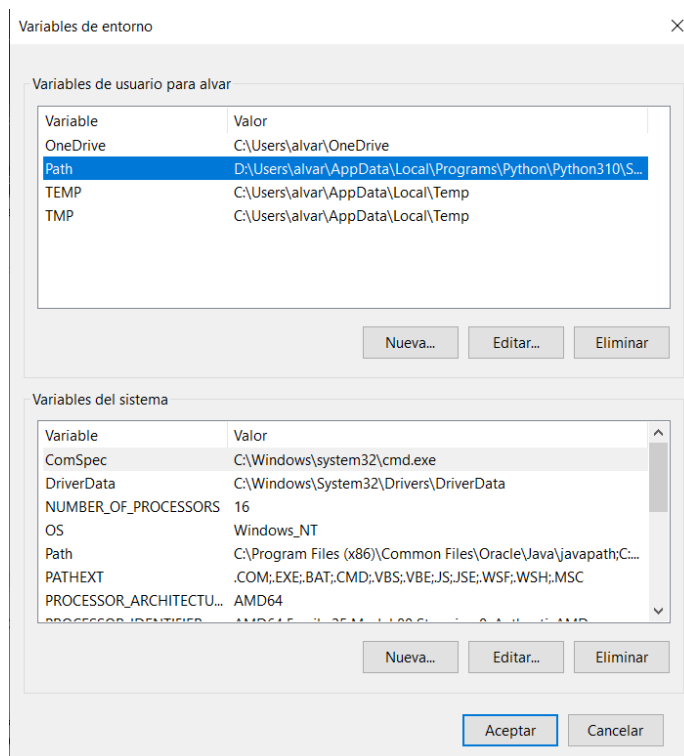 Variables de entorno
Variables de usuario para alvar
Variable Valor
OneDrive C:\Users\alvar\OneDrive
Path D:\Users\alvar\AppData\Local\Programs\Python\Python310\S...
TEMP C:\Users\alvar\AppData\Local\Temp
TMP C:\Users\alvar\AppData\Local\Temp
Nueva... Editar... Eliminar
Variables del sistema
Variable Valor
ComSpec C:\Windows\system32\cmd.exe
DriverData C:\Windows\System32\Drivers\DriverData
NUMBER_OF_PROCESSORS 16
OS Windows_NT
Path C:\Program Files (x86)\Common Files\Oracle\Java\javapath;C:...
PATHEXT .COM;.EXE;.BAT;.CMD;.VBS;.VBE;.JS;.JSE;.WSF;.WSH;.MSC
PROCESSOR_ARCHITECTU... AMD64
Nueva... Editar... Eliminar
Aceptar Cancelar